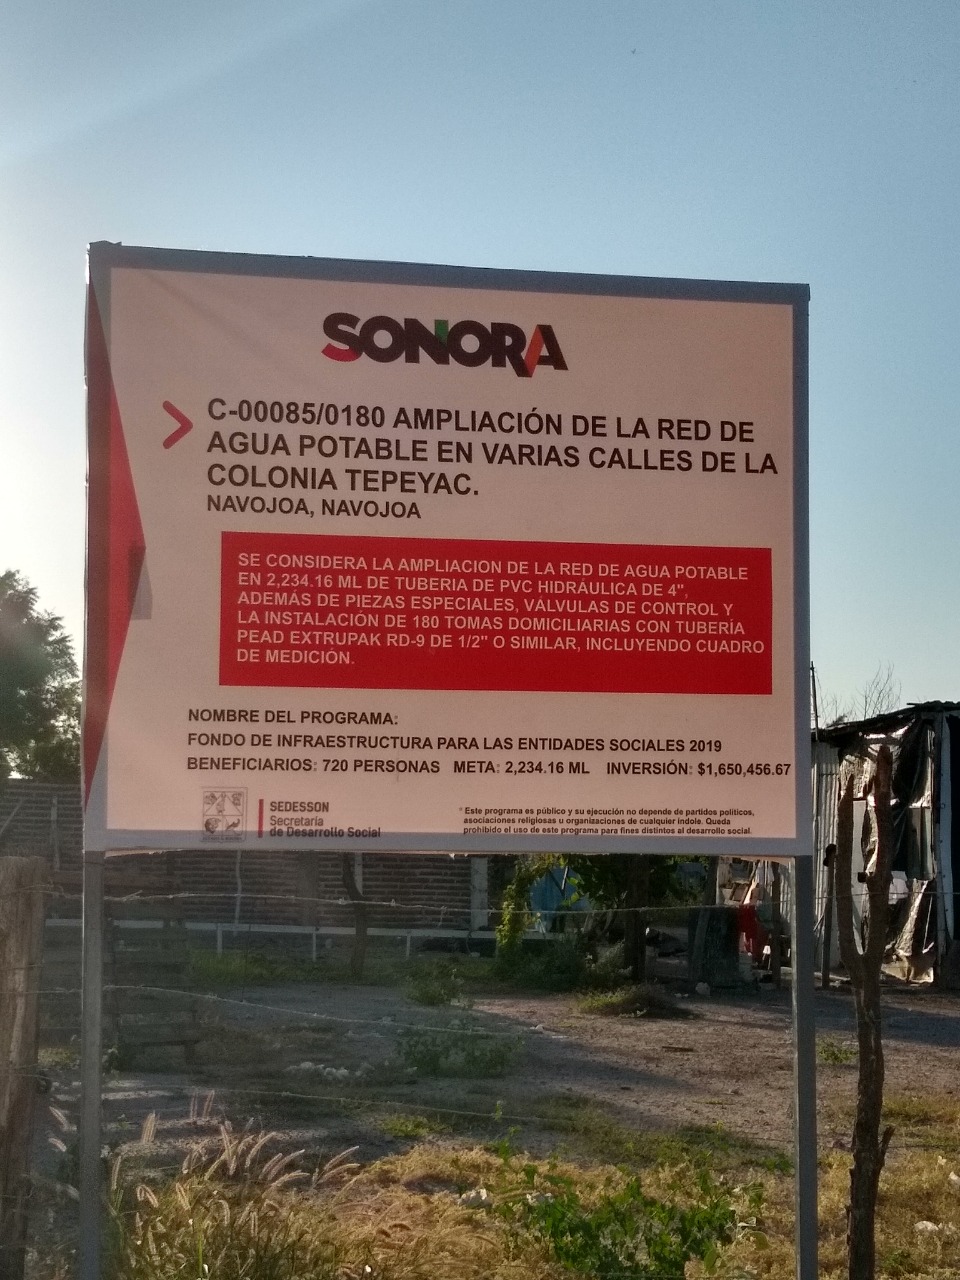 SONORA
C-00085/0180 AMPLIACIÓN DE LA RED DE
AGUA POTABLE EN VARIAS CALLES DE LA
COLONIA TEPEYAC.
NAVOJOA, NAVOJOA
SE CONSIDERA LA AMPLIACION DE LA RED DE AGUA POTABLE
EN 2,234.16 ML DE TUBERIA DE PVC HIDRÁULICA DE 4",
ADEMÁS DE PIEZAS ESPECIALES, VÁLVULAS DE CONTROL Y
LA INSTALACIÓN DE 180 TOMAS DOMICILIARIAS CON TUBERÍA
PEAD EXTRUPAK RD-9 DE 1/2" O SIMILAR, INCLUYENDO CUADRO
DE MEDICIÓN.
NOMBRE DEL PROGRAMA:
FONDO DE INFRAESTRUCTURA PARA LAS ENTIDADES SOCIALES 2019
BENEFICIARIOS: 720 PERSONAS META: 2,234.16 ML INVERSIÓN: $1,650,456.67
SEDESSON
Secretaría
de Desarrollo Social
" Este programa es público y su ejecución no depende de partidos políticos,
asociaciones religiosas u organizaciones de cualquier índole. Queda
prohibido el uso de este programa para fines distintos al desarrollo social.